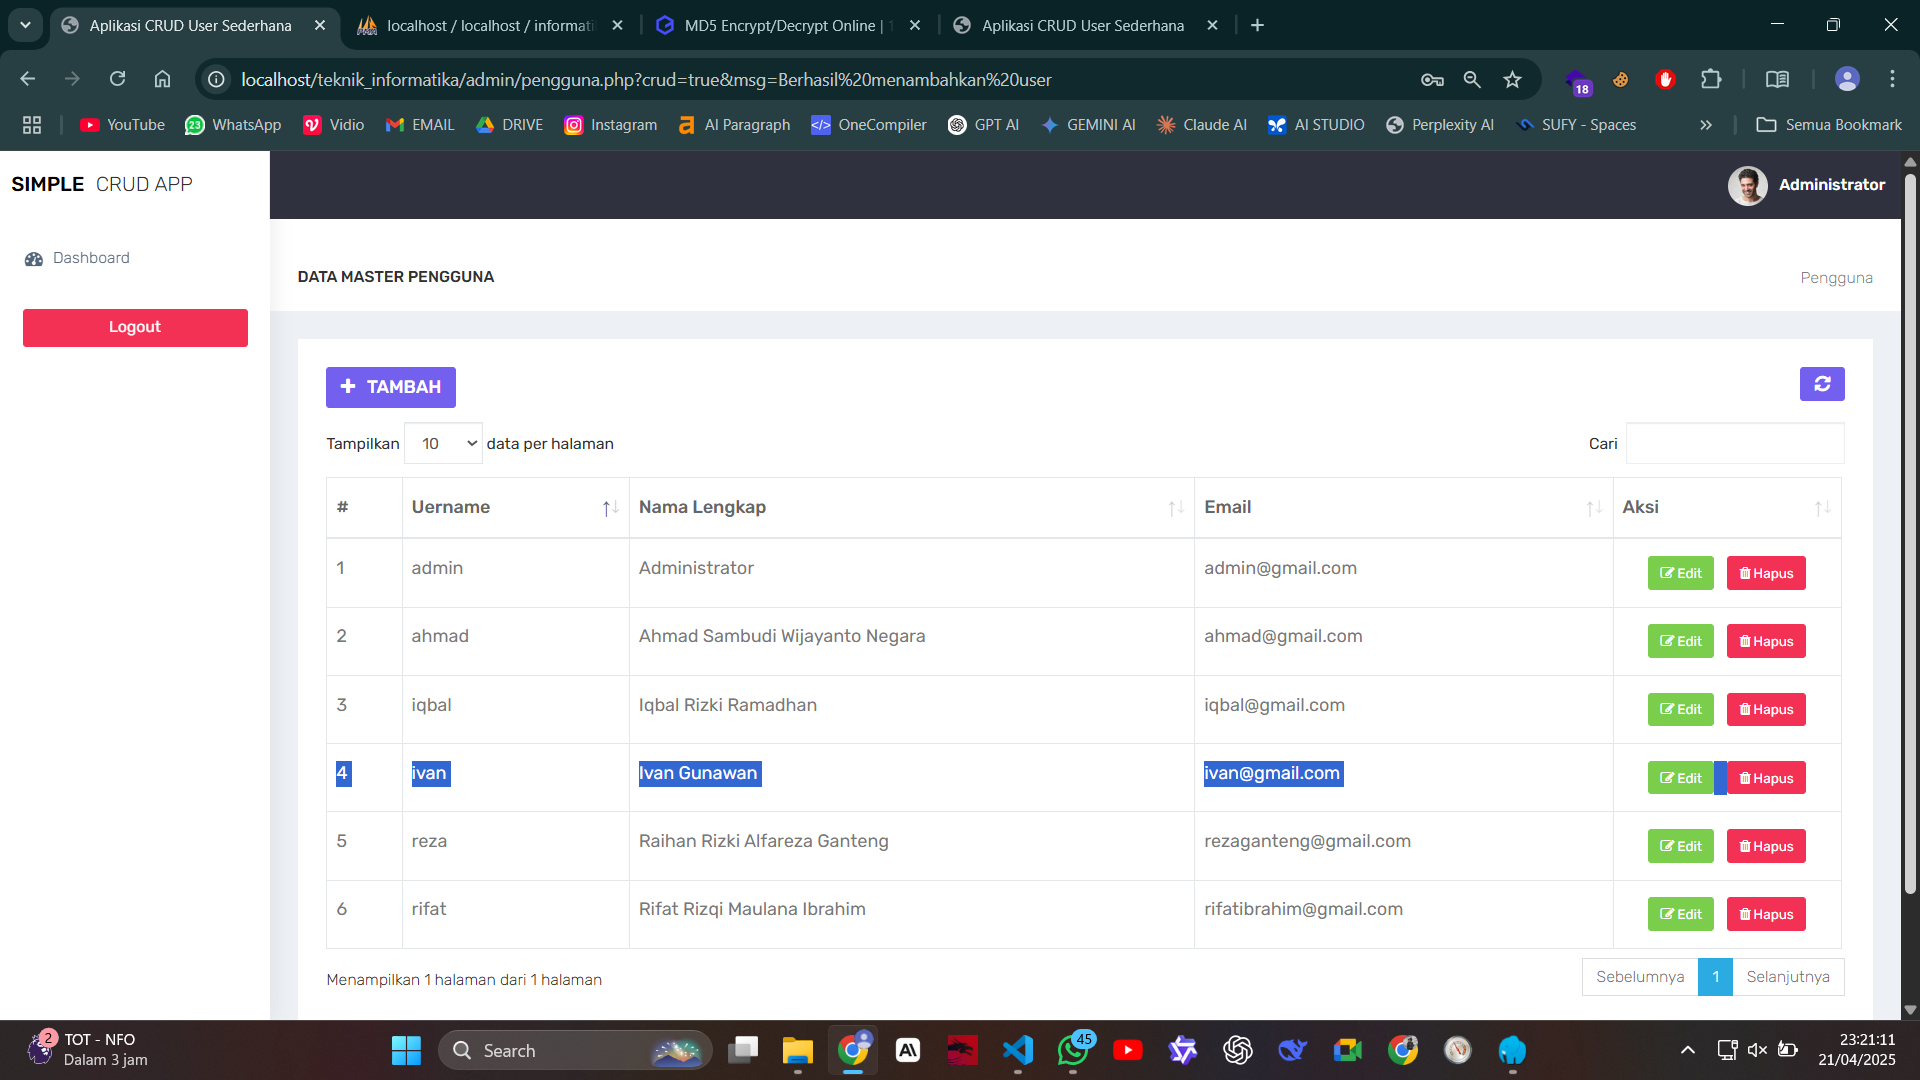 Aplikasi CRUD User Sederhana
localhost / localhost / informati
MD5 Encrypt/Decrypt Online |
Aplikasi CRUD User Sederhana
localhost/teknik_informatika/admin/pengguna.php?crud=true&msg=Berhasil%20menambahkan%20user
18
YouTube
23
WhatsApp
Vidio
EMAIL
DRIVE
Instagram
AI Paragraph
OneCompiler
GPT AI
GEMINI AI
Claude AI
AI STUDIO
Perplexity AI
SUFY - Spaces
»
Semua Bookmark
SIMPLE CRUD APP
Administrator
Dashboard
Logout
DATA MASTER PENGGUNA
Pengguna
+ TAMBAH
Tampilkan 10 data per halaman
Cari
# Uername Nama Lengkap Email Aksi
1 admin Administrator admin@gmail.com Edit Hapus
2 ahmad Ahmad Sambudi Wijayanto Negara ahmad@gmail.com Edit Hapus
3 iqbal Iqbal Rizki Ramadhan iqbal@gmail.com Edit Hapus
4 ivan Ivan Gunawan ivan@gmail.com Edit Hapus
5 reza Raihan Rizki Alfareza Ganteng rezaganteng@gmail.com Edit Hapus
6 rifat Rifat Rizqi Maulana Ibrahim rifatibrahim@gmail.com Edit Hapus
Menampilkan 1 halaman dari 1 halaman
Sebelumnya 1 Selanjutnya
2
TOT - NFO
Dalam 3 jam
Search
45
23:21:11
21/04/2025